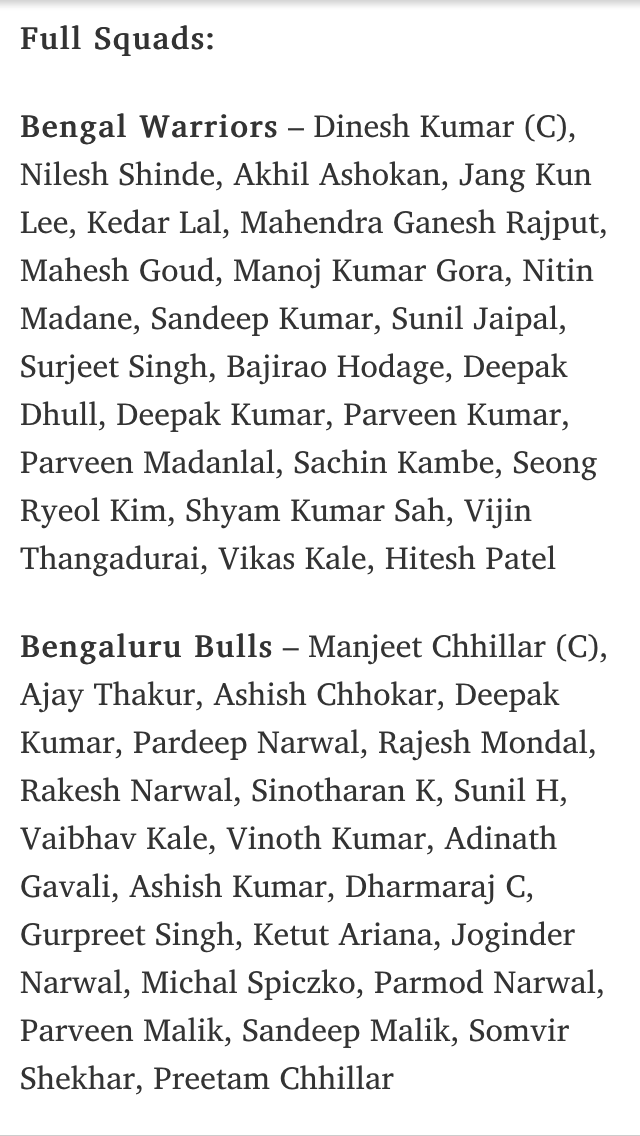 Full Squads:
Bengal Warriors – Dinesh Kumar (C),
Nilesh Shinde, Akhil Ashokan, Jang Kun
Lee, Kedar Lal, Mahendra Ganesh Rajput,
Mahesh Goud, Manoj Kumar Gora, Nitin
Madane, Sandeep Kumar, Sunil Jaipal,
Surjeet Singh, Bajirao Hodage, Deepak
Dhull, Deepak Kumar, Parveen Kumar,
Parveen Madanlal, Sachin Kambe, Seong
Ryeol Kim, Shyam Kumar Sah, Vijin
Thangadurai, Vikas Kale, Hitesh Patel
Bengaluru Bulls – Manjeet Chhillar (C),
Ajay Thakur, Ashish Chhokar, Deepak
Kumar, Pardeep Narwal, Rajesh Mondal,
Rakesh Narwal, Sinotharan K, Sunil H,
Vaibhav Kale, Vinoth Kumar, Adinath
Gavali, Ashish Kumar, Dharmaraj C,
Gurpreet Singh, Ketut Ariana, Joginder
Narwal, Michal Spiczko, Parmod Narwal,
Parveen Malik, Sandeep Malik, Somvir
Shekhar, Preetam Chhillar